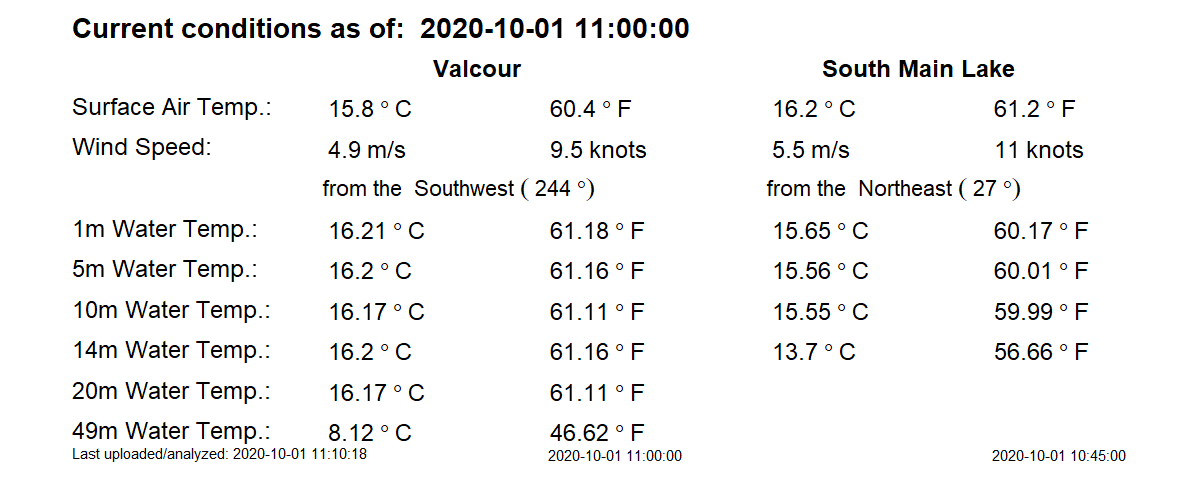 Current conditions as of:  2020-10-01 11:00:00
Valcour South Main Lake
Surface Air Temp.: 15.8 ° C 60.4 ° F 16.2 ° C 61.2 ° F
Wind Speed: 4.9 m/s 9.5 knots 5.5 m/s 11 knots
from the  Southwest ( 244 °) from the  Northeast ( 27 °)
1m Water Temp.: 16.21 ° C 61.18 ° F 15.65 ° C 60.17 ° F
5m Water Temp.: 16.2 ° C 61.16 ° F 15.56 ° C 60.01 ° F
10m Water Temp.: 16.17 ° C 61.11 ° F 15.55 ° C 59.99 ° F
14m Water Temp.: 16.2 ° C 61.16 ° F 13.7 ° C 56.66 ° F
20m Water Temp.: 16.17 ° C 61.11 ° F
49m Water Temp.: 8.12 ° C 46.62 ° F
Last uploaded/analyzed: 2020-10-01 11:10:18 2020-10-01 11:00:00 2020-10-01 10:45:00